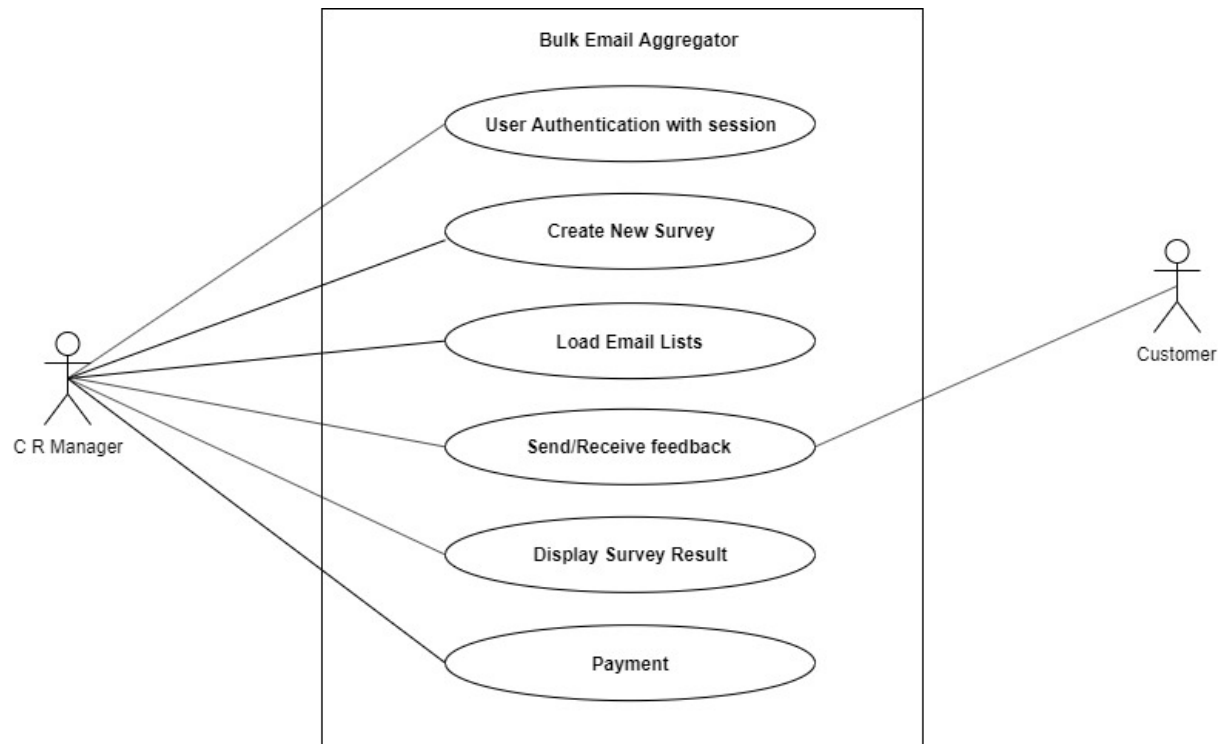 Bulk Email Aggregator
User Authentication with session
Create New Survey
Load Email Lists
Customer
C R Manager
Send/Receive feedback
Display Survey Result
Payment